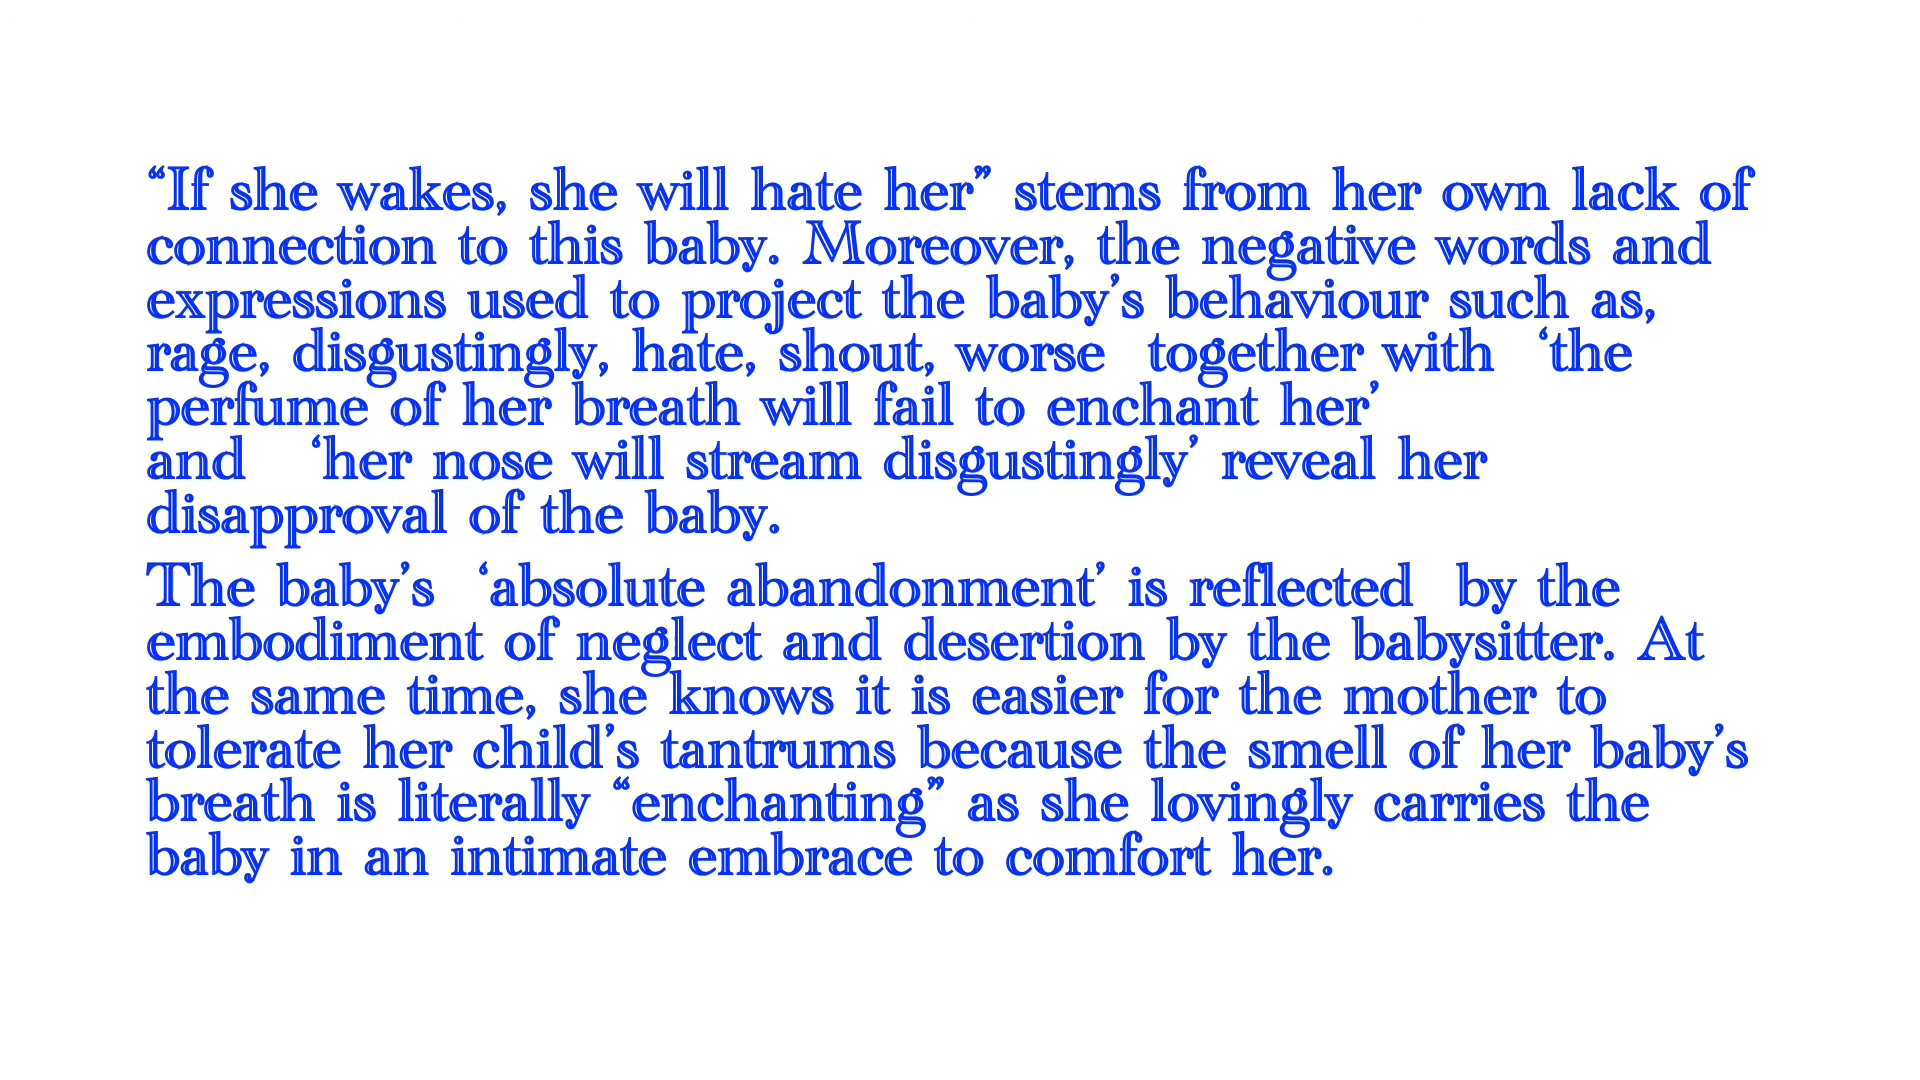 “If she wakes, she will hate her” stems from her own lack of
connection to this baby. Moreover, the negative words and
expressions used to project the baby’s behaviour such as,
rage, disgustingly, hate, shout, worse  together with  ‘the
perfume of her breath will fail to enchant her’
and   ‘her nose will stream disgustingly’ reveal her
disapproval of the baby.
The baby’s  ‘absolute abandonment’ is reflected  by the
embodiment of neglect and desertion by the babysitter. At
the same time, she knows it is easier for the mother to
tolerate her child’s tantrums because the smell of her baby’s
breath is literally “enchanting” as she lovingly carries the
baby in an intimate embrace to comfort her.